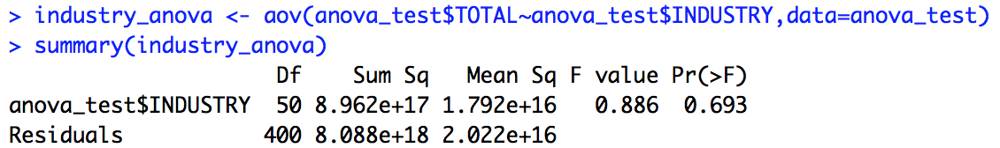 > industry_anova <- aov(anova_test$TOTAL~anova_test$INDUSTRY,data=anova_test)
> summary(industry_anova)
                     Df    Sum Sq   Mean Sq F value Pr(>F)
anova_test$INDUSTRY  50 8.962e+17 1.792e+16   0.886  0.693
Residuals           400 8.088e+18 2.022e+16